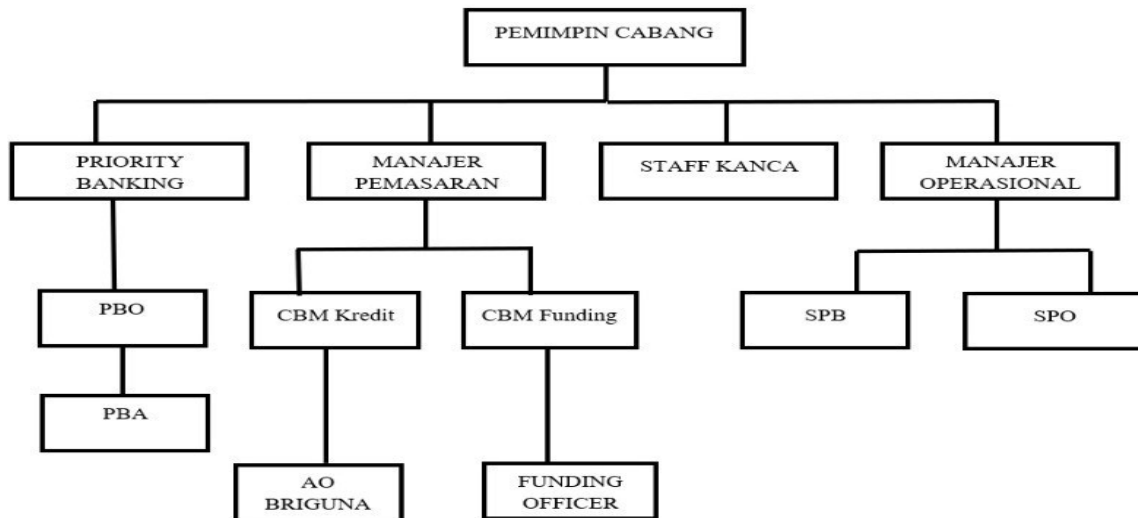 PEMIMPIN CABANG
PRIORITY
BANKING
MANAJER
PEMASARAN
STAFF KANCA
MANAJER
OPERASIONAL
PBO
CBM Kredit
CBM Funding
SPB
SPO
PBA
AO
BRIGUNA
FUNDING
OFFICER